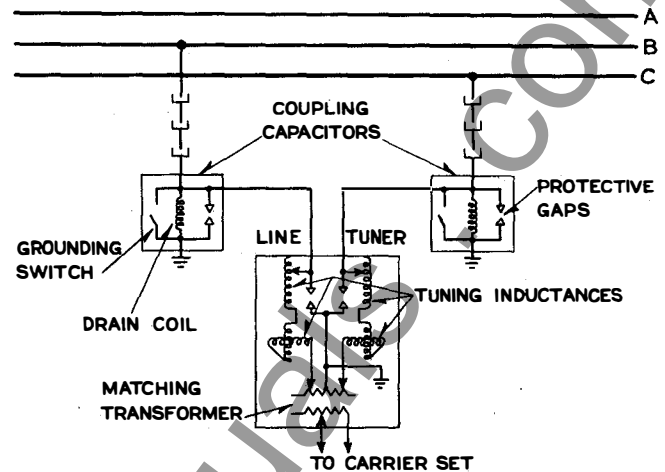 A
B
C
COUPLING
CAPACITORS
PROTECTIVE
GAPS
GROUNDING
SWITCH
LINE TUNER
TUNING INDUCTANCES
DRAIN COIL
MATCHING
TRANSFORMER
TO CARRIER SET